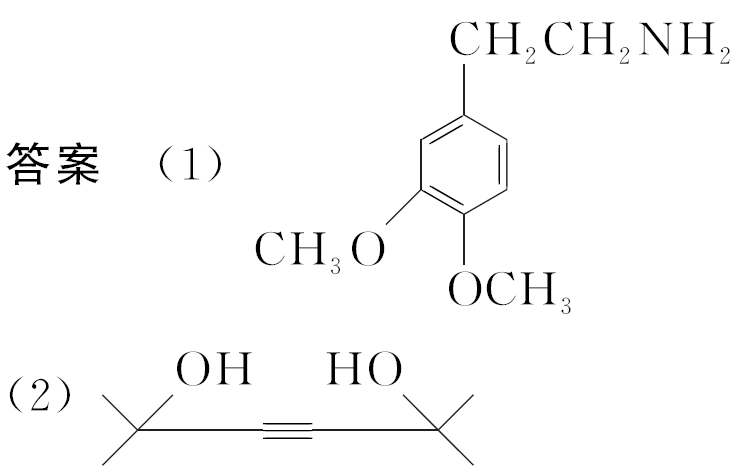 CH₂CH₂NH₂
答案 (1)
CH₃O
OCH₃
(2) OH HO